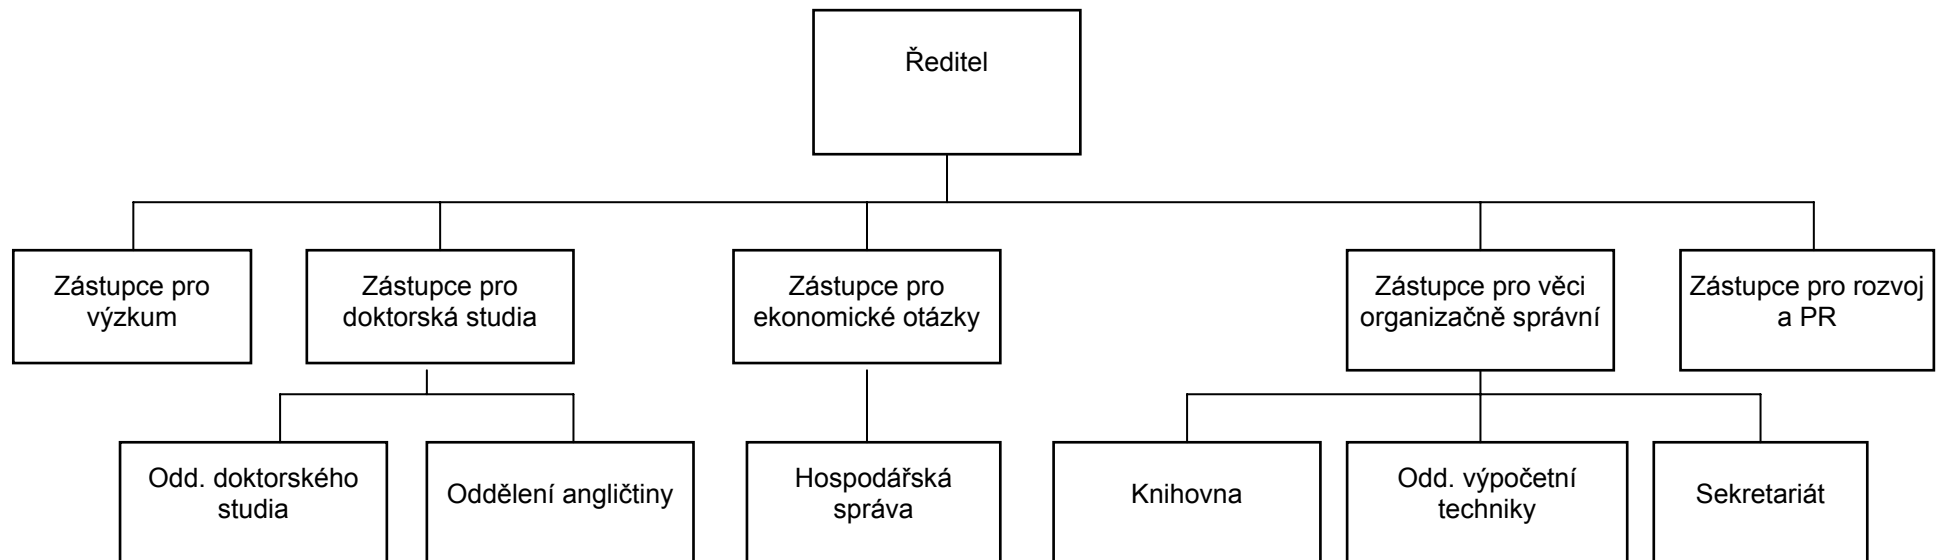 Ředitel
Zástupce pro
výzkum
Zástupce pro
doktorská studia
Zástupce pro
ekonomické otázky
Zástupce pro věci
organizačně správní
Zástupce pro rozvoj
a PR
Odd. doktorského
studia
Oddělení angličtiny
Hospodářská
správa
Knihovna
Odd. výpočetní
techniky
Sekretariát